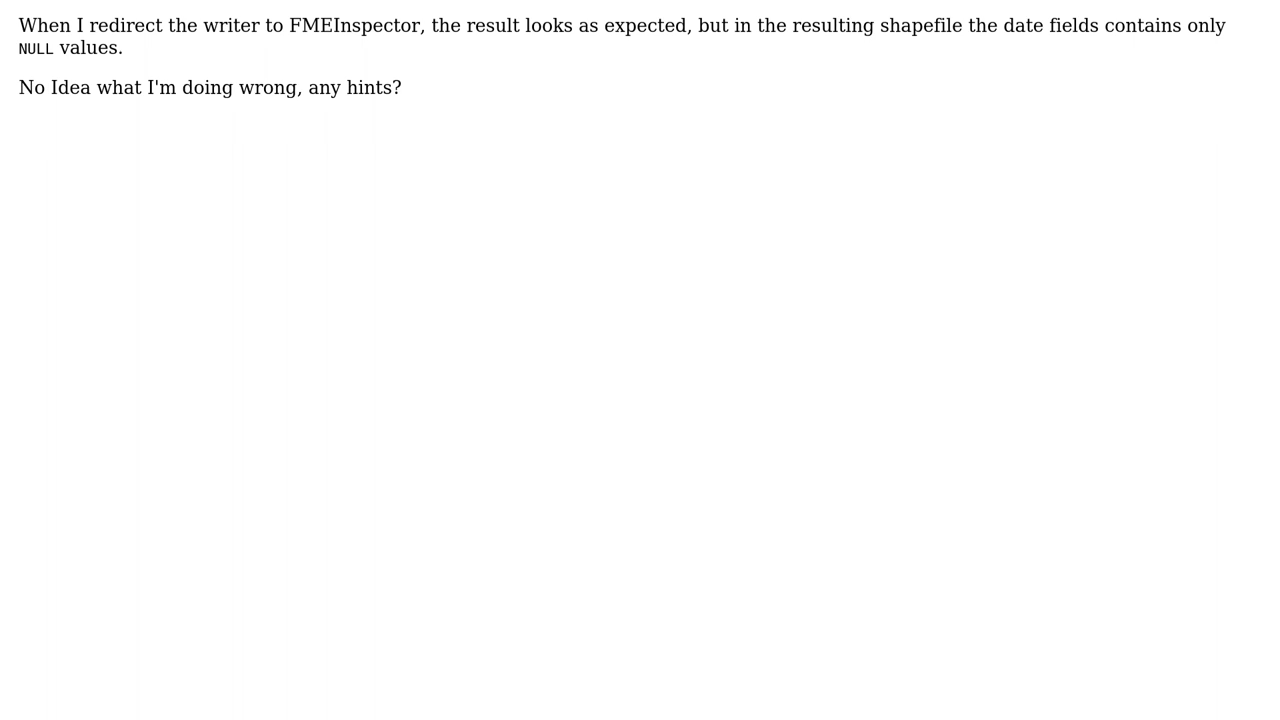 When I redirect the writer to FMEInspector, the result looks as expected, but in the resulting shapefile the date fields contains only
NULL values.
No Idea what I'm doing wrong, any hints?